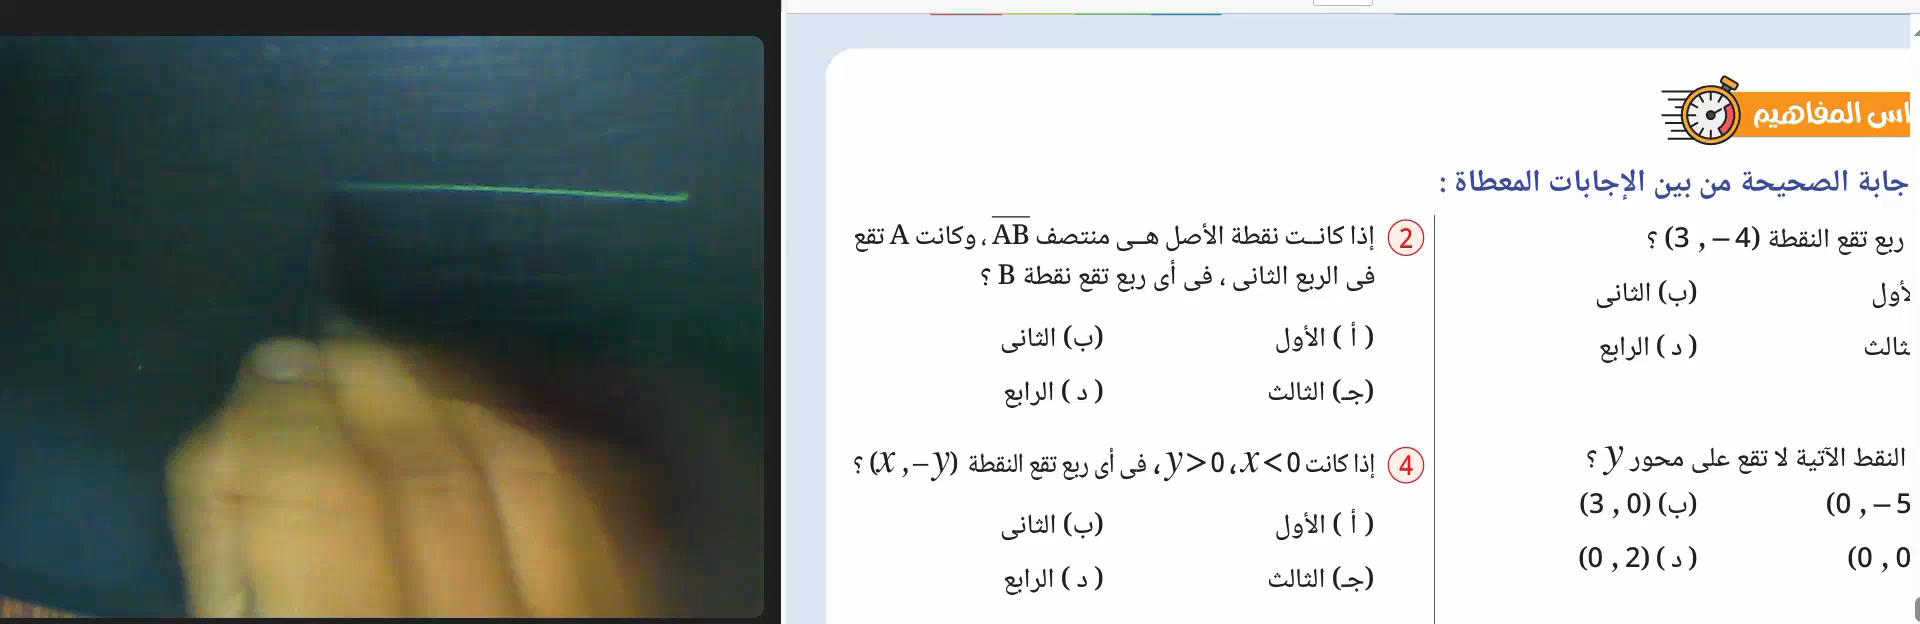 اس المفاهيم
جابة الصحيحة من بين الإجابات المعطاة :
ربع تقع النقطة (3 , – 4) ؟
لأول
(ب) الثانى
ثالث
( د ) الرابع
2 إذا كانت نقطة الأصل هى منتصف AB ، وكانت A تقع
فى الربع الثانى ، فى أى ربع تقع نقطة B ؟
( أ ) الأول
(ب) الثانى
(جـ) الثالث
( د ) الرابع
النقط الآتية لا تقع على محور y ؟
(0 , – 5
(ب) (3 , 0)
(0 , 0
( د ) (0 , 2)
4 إذا كانت x < 0 ، y > 0 ، فى أى ربع تقع النقطة (x , – y) ؟
( أ ) الأول
(ب) الثانى
(جـ) الثالث
( د ) الرابع